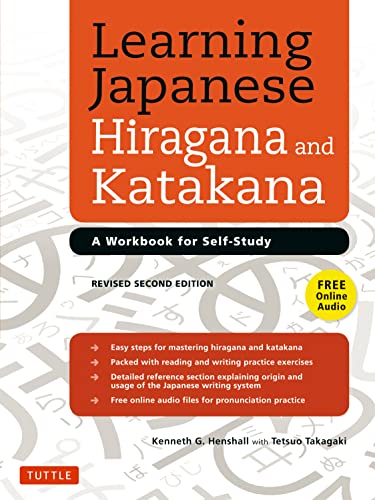 Learning
Japanese
Hiragana and
Katakana
A Workbook for Self-Study
REVISED SECOND EDITION
FREE
Online
Audio
→ Easy steps for mastering hiragana and katakana
→ Packed with reading and writing practice exercises
→ Detailed reference section explaining origin and
usage of the Japanese writing system
→ Free online audio files for pronunciation practice
Kenneth G. Henshall with Tetsuo Takagaki
TUTTLE